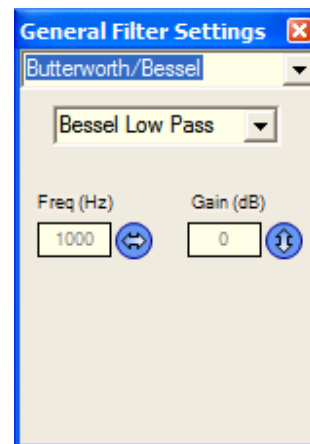 General Filter Settings
Butterworth/Bessel
Bessel Low Pass
Freq (Hz) Gain (dB)
1000 0